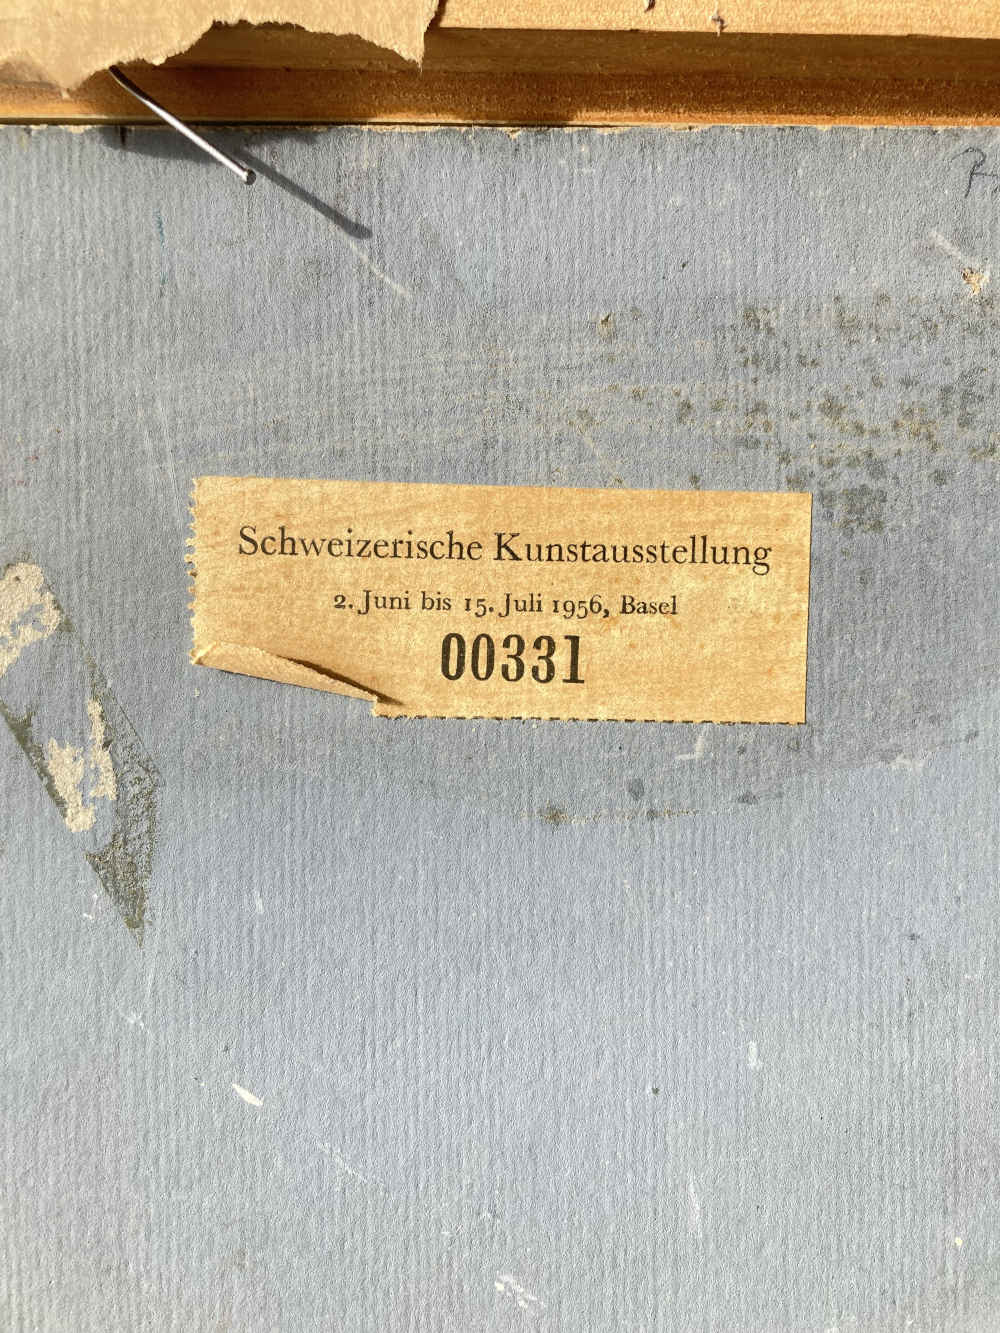 Schweizerische Kunstausstellung
2. Juni bis 15. Juli 1956, Basel
00331